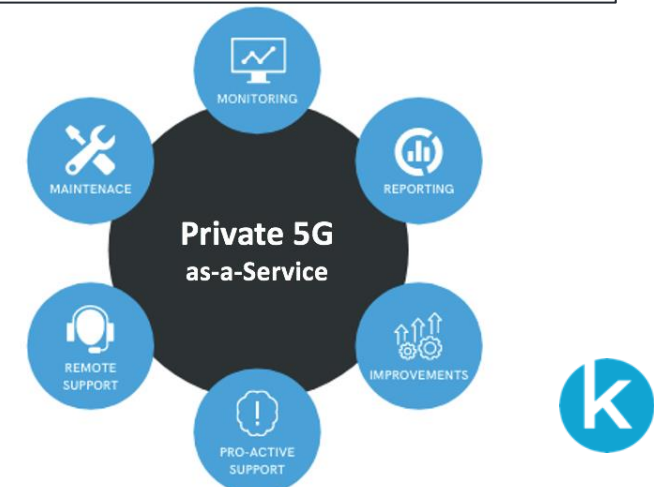 MONITORING
MAINTENACE
REPORTING
Private 5G
as-a-Service
REMOTE
SUPPORT
IMPROVEMENTS
PRO-ACTIVE
SUPPORT
k